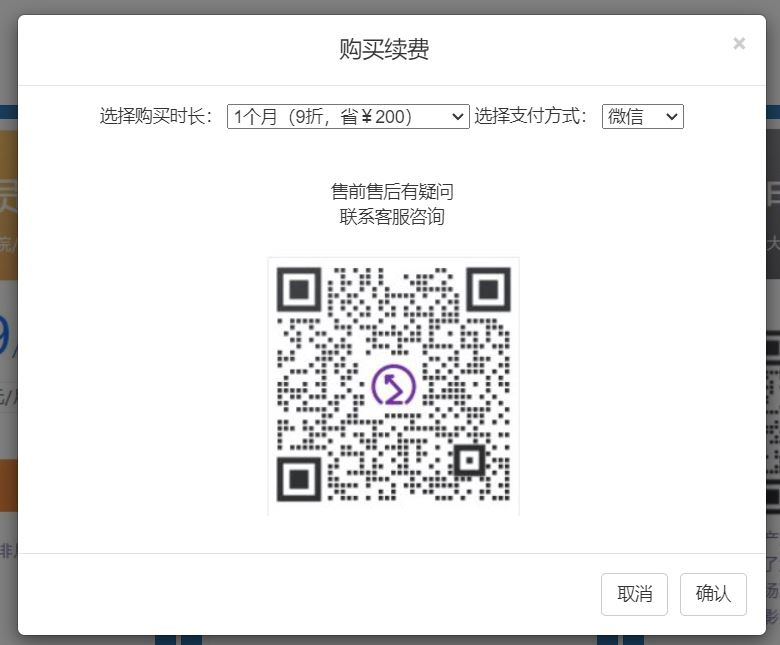 购买续费
×
选择购买时长： 1个月（9折，省￥200） 选择支付方式： 微信
售前售后有疑问
联系客服咨询
取消 确认